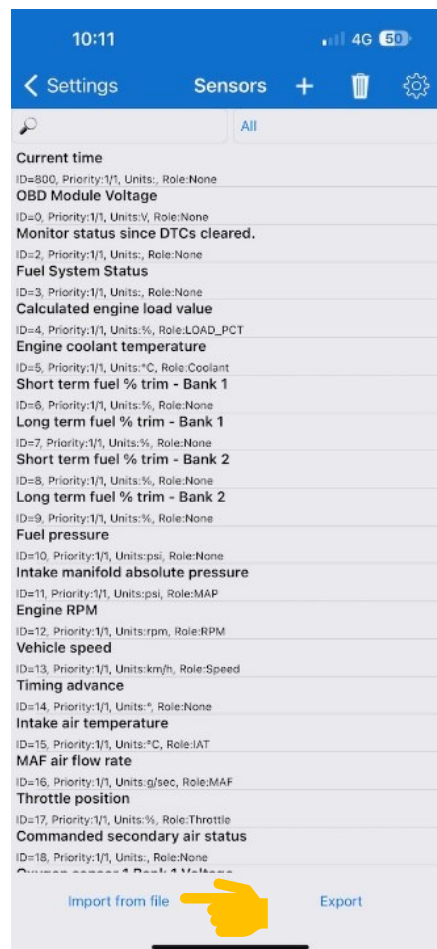 10:11
4G 50
Settings
Sensors
All
Current time
ID=800, Priority:1/1, Units:, Role:None
OBD Module Voltage
ID=0, Priority:1/1, Units:V, Role:None
Monitor status since DTCs cleared.
ID=2, Priority:1/1, Units:, Role:None
Fuel System Status
ID=3, Priority:1/1, Units:, Role:None
Calculated engine load value
ID=4, Priority:1/1, Units:%, Role:LOAD_PCT
Engine coolant temperature
ID=5, Priority:1/1, Units:°C, Role:Coolant
Short term fuel % trim - Bank 1
ID=6, Priority:1/1, Units:%, Role:None
Long term fuel % trim - Bank 1
ID=7, Priority:1/1, Units:%, Role:None
Short term fuel % trim - Bank 2
ID=8, Priority:1/1, Units:%, Role:None
Long term fuel % trim - Bank 2
ID=9, Priority:1/1, Units:%, Role:None
Fuel pressure
ID=10, Priority:1/1, Units:psi, Role:None
Intake manifold absolute pressure
ID=11, Priority:1/1, Units:psi, Role:MAP
Engine RPM
ID=12, Priority:1/1, Units:rpm, Role:RPM
Vehicle speed
ID=13, Priority:1/1, Units:km/h, Role:Speed
Timing advance
ID=14, Priority:1/1, Units:°, Role:None
Intake air temperature
ID=15, Priority:1/1, Units:°C, Role:IAT
MAF air flow rate
ID=16, Priority:1/1, Units:g/sec, Role:MAF
Throttle position
ID=17, Priority:1/1, Units:%, Role:Throttle
Commanded secondary air status
ID=18, Priority:1/1, Units:, Role:None
Import from file
Export